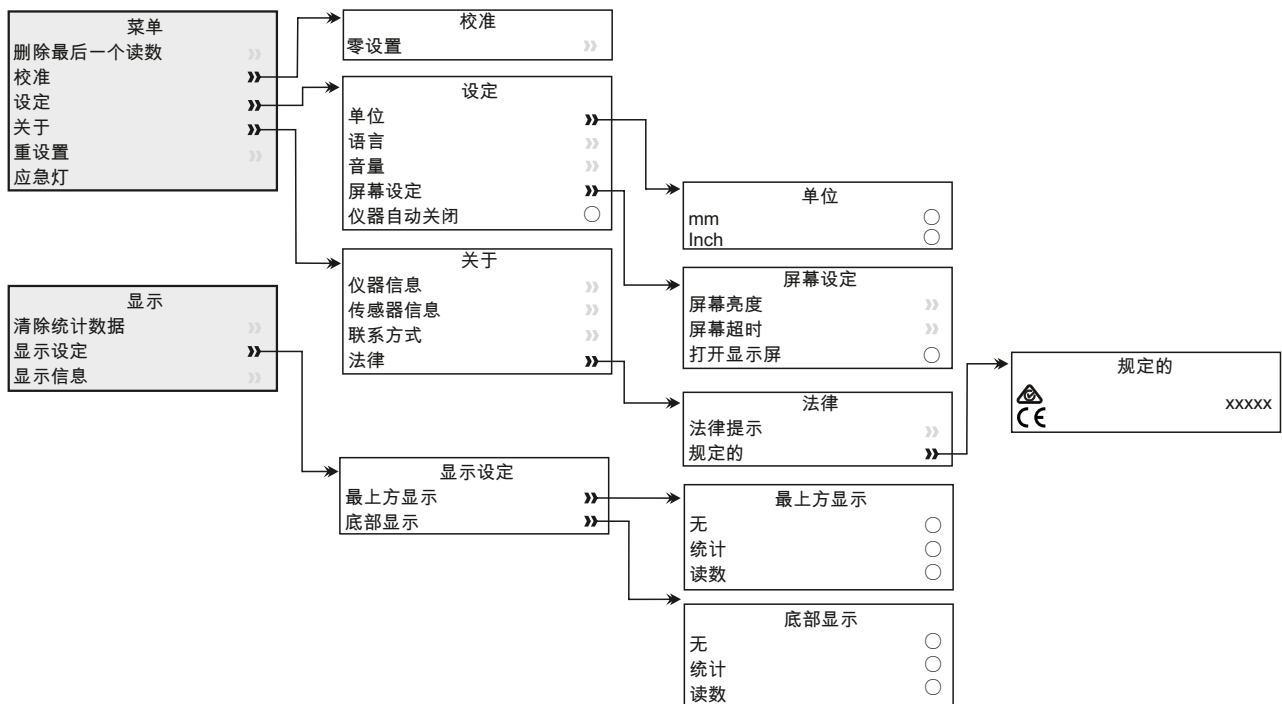 菜单
删除最后一个读数
校准
设定
关于
重设置
应急灯
校准
零设置
设定
单位
语言
音量
屏幕设定
仪器自动关闭
单位
mm
Inch
关于
仪器信息
传感器信息
联系方式
法律
屏幕设定
屏幕亮度
屏幕超时
打开显示屏
法律
法律提示
规定的
规定的
CE
xxxxx
显示
清除统计数据
显示设定
显示信息
显示设定
最上方显示
底部显示
最上方显示
无
统计
读数
底部显示
无
统计
读数